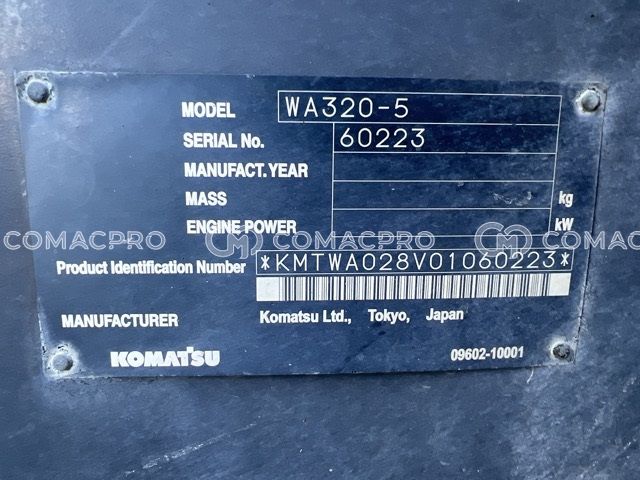 MODEL WA320-5
SERIAL No. 60223
MANUFACT. YEAR
MASS kg
ENGINE POWER kW
COMACPRO COMACPRO COMACPRO
Product Identification Number *KMTWA028V01060223*
MANUFACTURER Komatsu Ltd., Tokyo, Japan
KOMATSU 09602-10001